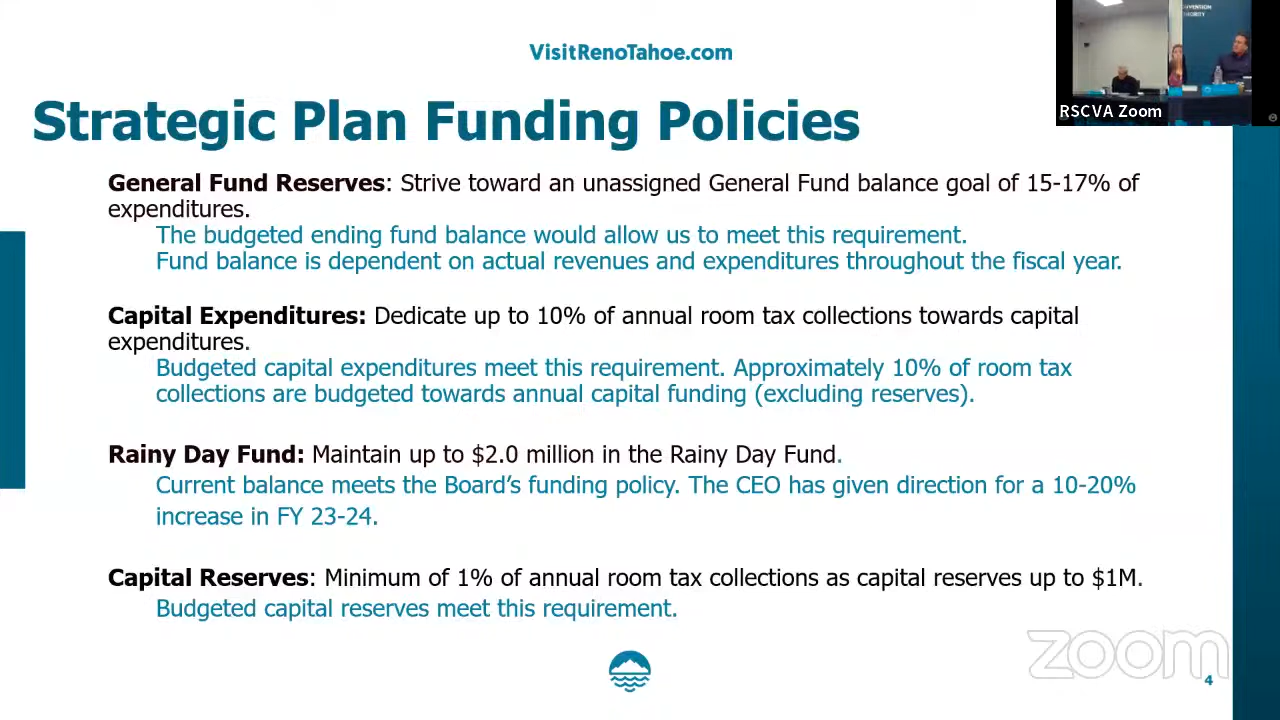 VisitRenoTahoe.com
RSCVA Zoom
Strategic Plan Funding Policies
General Fund Reserves: Strive toward an unassigned General Fund balance goal of 15-17% of
expenditures.
The budgeted ending fund balance would allow us to meet this requirement.
Fund balance is dependent on actual revenues and expenditures throughout the fiscal year.
Capital Expenditures: Dedicate up to 10% of annual room tax collections towards capital
expenditures.
Budgeted capital expenditures meet this requirement. Approximately 10% of room tax
collections are budgeted towards annual capital funding (excluding reserves).
Rainy Day Fund: Maintain up to $2.0 million in the Rainy Day Fund.
Current balance meets the Board’s funding policy. The CEO has given direction for a 10-20%
increase in FY 23-24.
Capital Reserves: Minimum of 1% of annual room tax collections as capital reserves up to $1M.
Budgeted capital reserves meet this requirement.
zoom
4